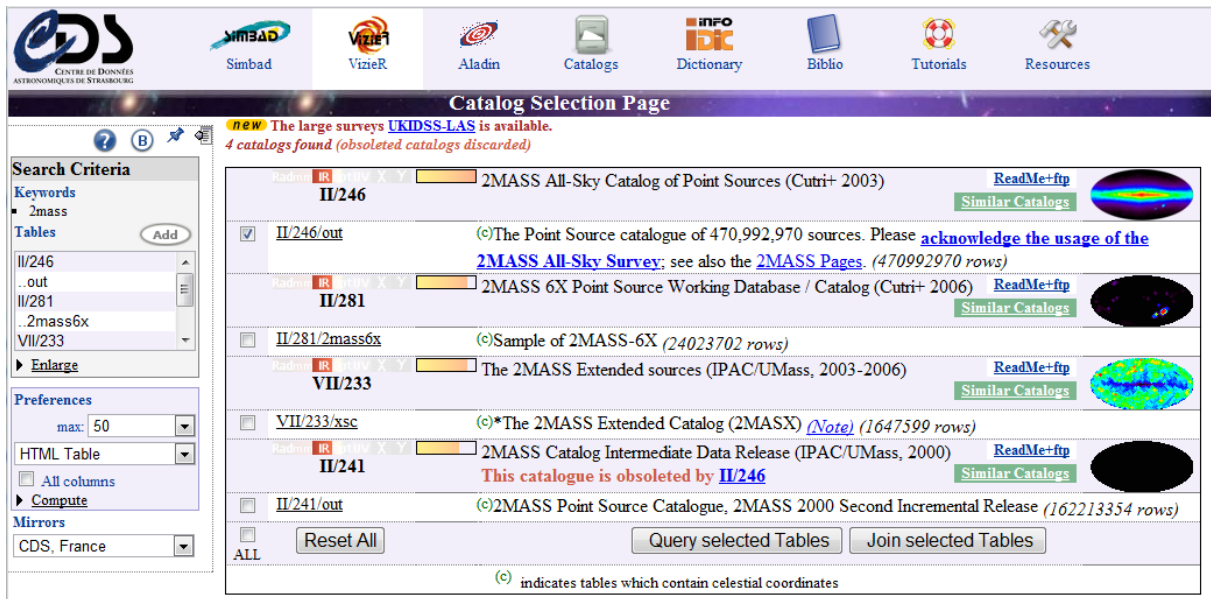 CDS
CENTRE DE DONNÉES
ASTRONOMIQUES DE STRASBOURG
SIMBAD
VizieR
INFO
DIC
Simbad VizieR Aladin Catalogs Dictionary Biblio Tutorials Resources
Catalog Selection Page
? B
new The large surveys UKIDSS-LAS is available.
4 catalogs found (obsoleted catalogs discarded)
Search Criteria
Keywords
2mass
Tables Add
II/246
..out
II/281
..2mass6x
VII/233
Enlarge
Preferences
max: 50
HTML Table
All columns
Compute
Mirrors
CDS, France
Radmm IR optUV X Y 2MASS All-Sky Catalog of Point Sources (Cutri+ 2003) ReadMe+ftp
II/246 Similar Catalogs
II/246/out (c)The Point Source catalogue of 470,992,970 sources. Please acknowledge the usage of the
2MASS All-Sky Survey; see also the 2MASS Pages. (470992970 rows)
Radmm IR optUV X Y 2MASS 6X Point Source Working Database / Catalog (Cutri+ 2006) ReadMe+ftp
II/281 Similar Catalogs
II/281/2mass6x (c)Sample of 2MASS-6X (24023702 rows)
Radmm IR optUV X Y The 2MASS Extended sources (IPAC/UMass, 2003-2006) ReadMe+ftp
VII/233 Similar Catalogs
VII/233/xsc (c)*The 2MASS Extended Catalog (2MASX) (Note) (1647599 rows)
Radmm IR optUV X Y 2MASS Catalog Intermediate Data Release (IPAC/UMass, 2000) ReadMe+ftp
II/241 This catalogue is obsoleted by II/246 Similar Catalogs
II/241/out (c)2MASS Point Source Catalogue, 2MASS 2000 Second Incremental Release (162213354 rows)
ALL Reset All Query selected Tables Join selected Tables
(c) indicates tables which contain celestial coordinates